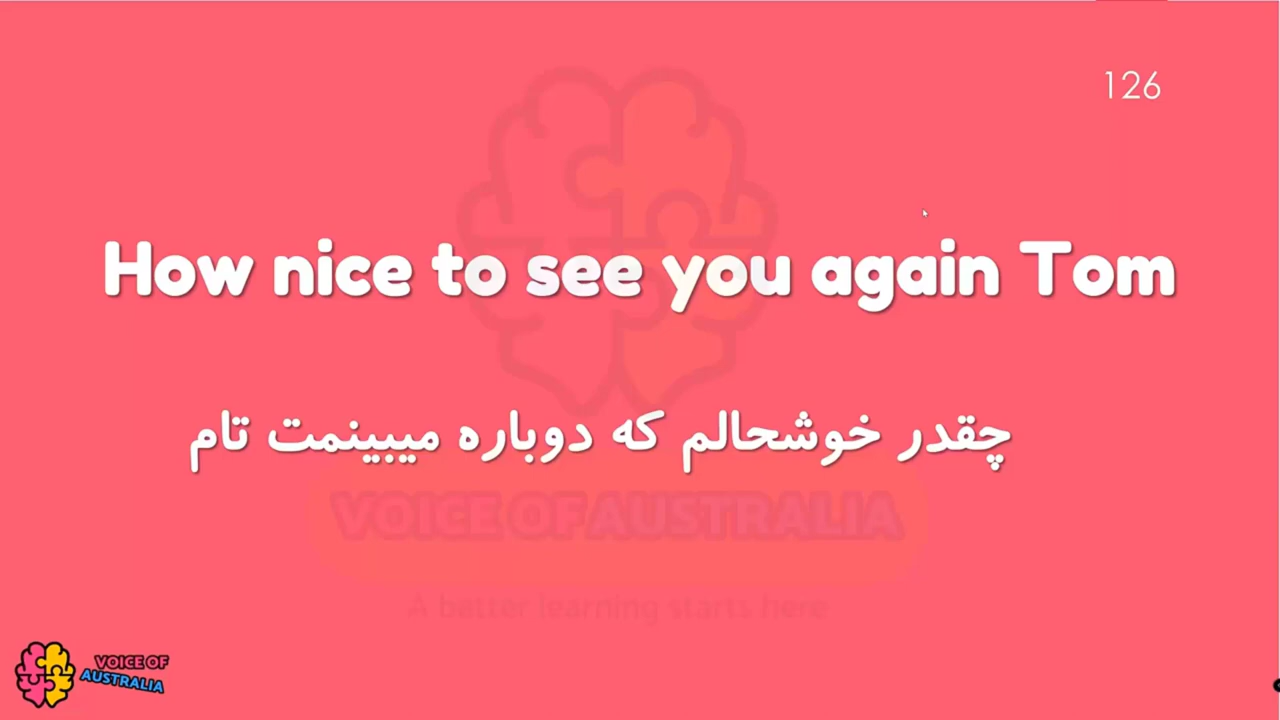 126
How nice to see you again Tom
چقدر خوشحالم که دوباره میبینمت تام
VOICE OF AUSTRALIA
A better learning starts here
VOICE OF
AUSTRALIA